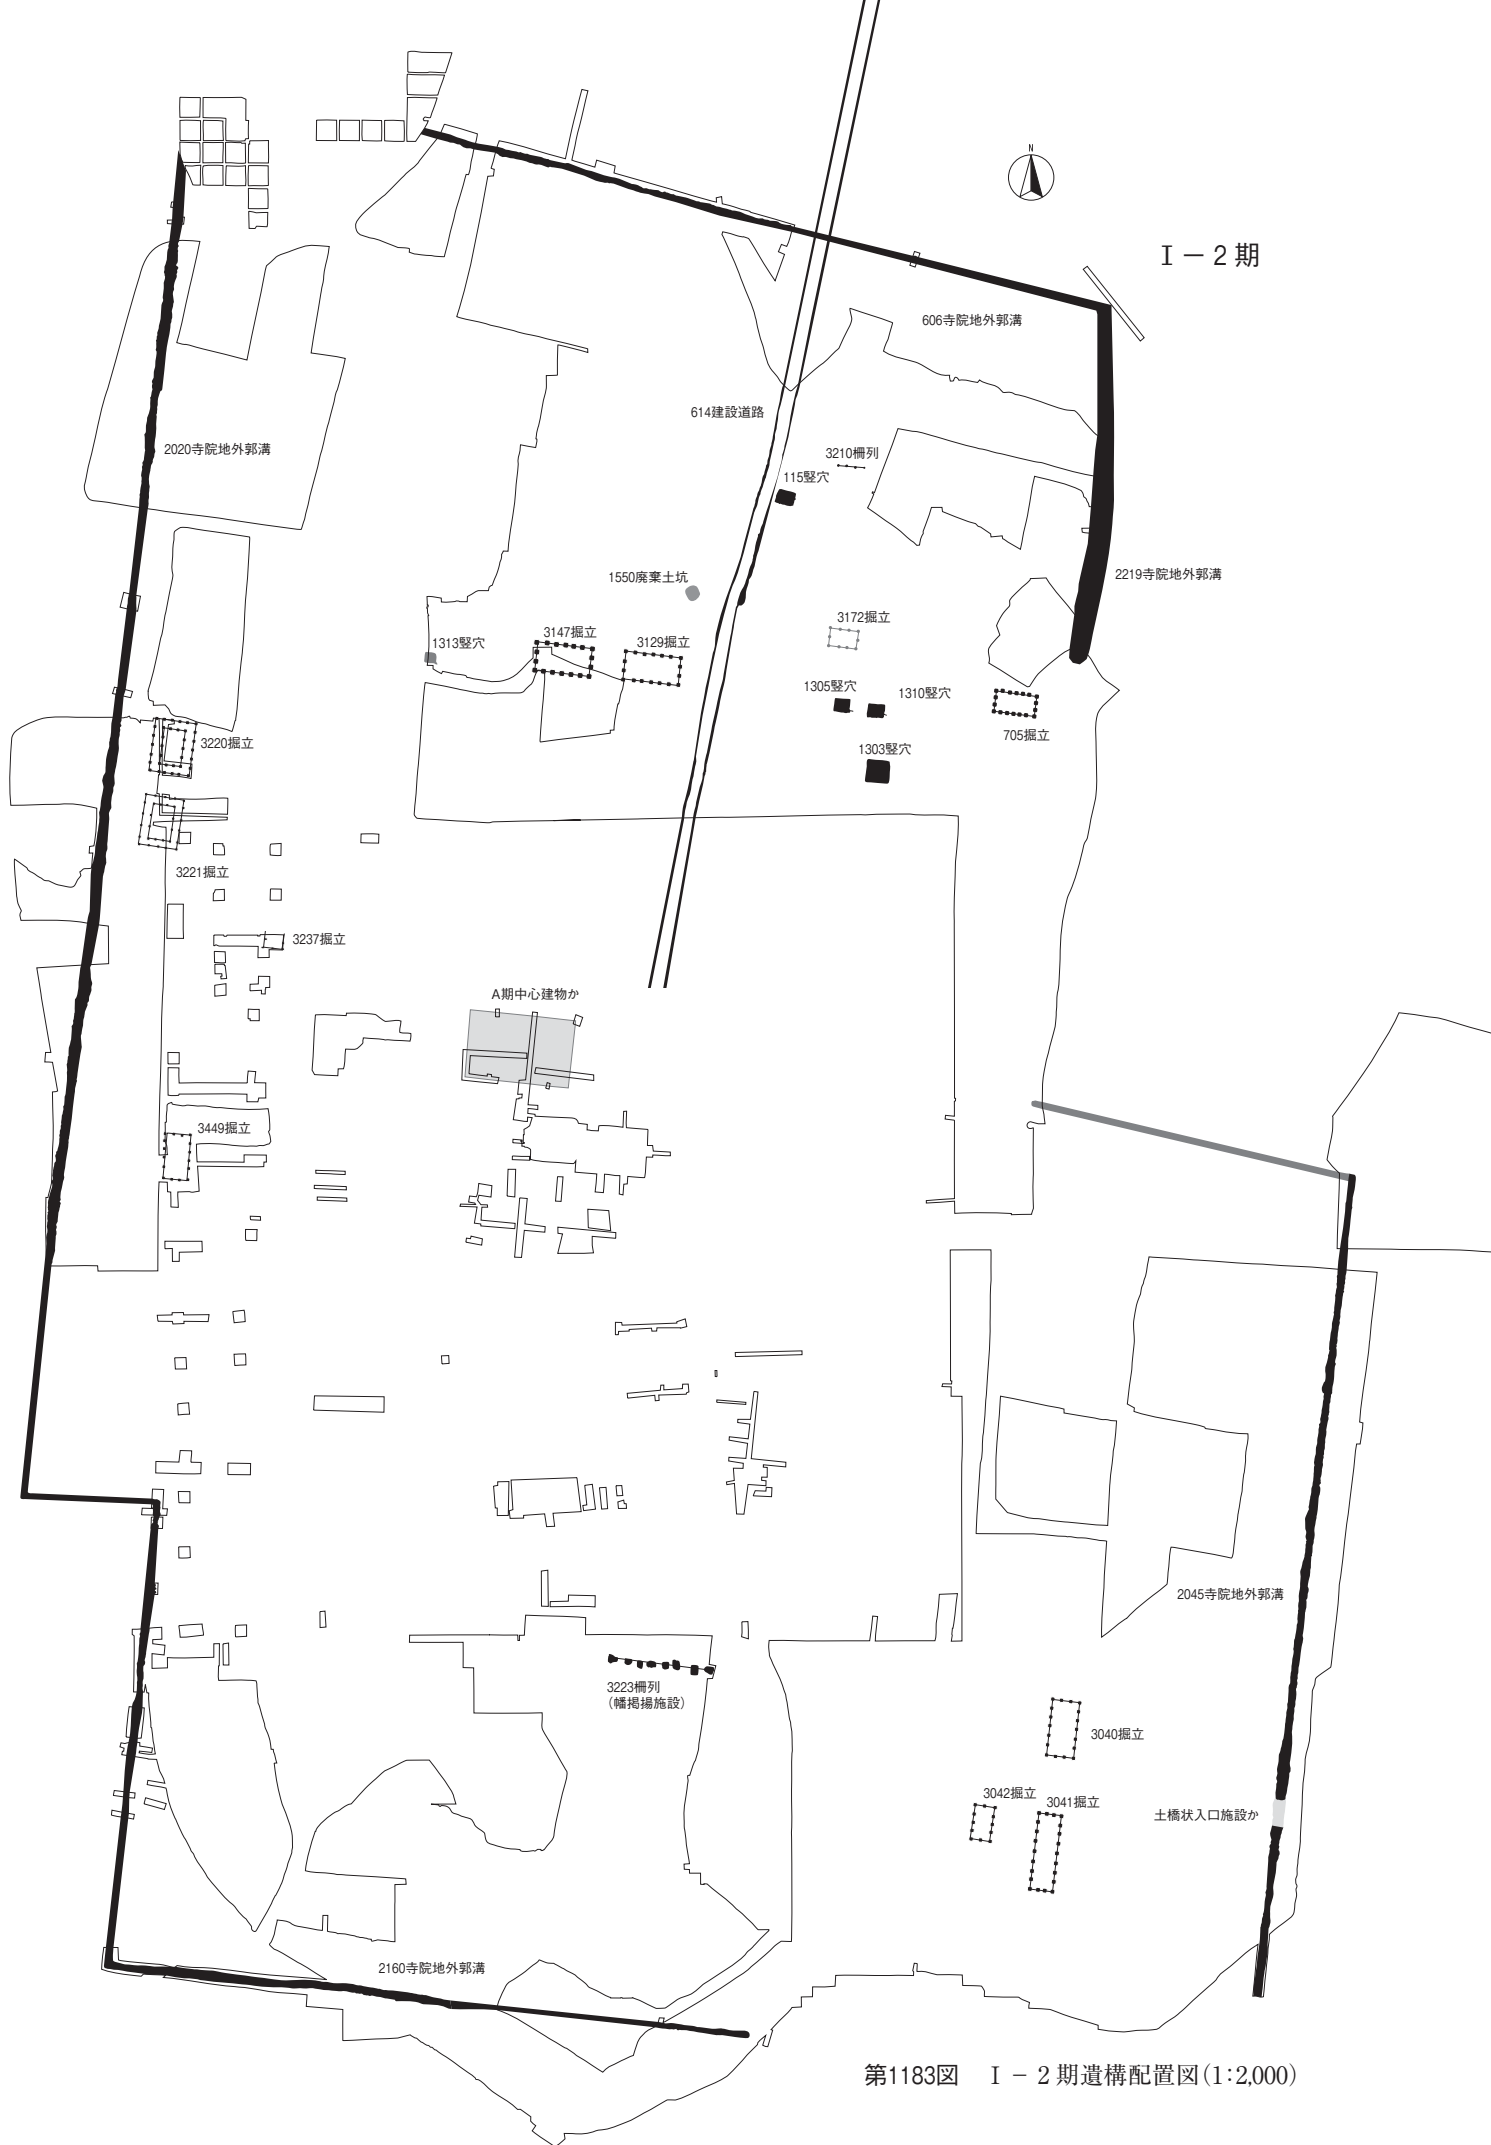 N
Ⅰ－２期
606寺院地外郭溝
614建設道路
2020寺院地外郭溝
3210柵列
115竪穴
1550廃棄土坑
2219寺院地外郭溝
3172掘立
3147掘立
3129掘立
1313竪穴
1305竪穴
1310竪穴
705掘立
3220掘立
1303竪穴
3221掘立
3237掘立
A期中心建物か
3449掘立
2045寺院地外郭溝
3223柵列
（幡掲揚施設）
3040掘立
3042掘立
3041掘立
土橋状入口施設か
2160寺院地外郭溝
第1183図　Ⅰ－２期遺構配置図(1:2,000)